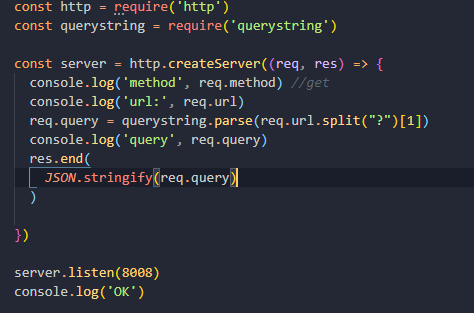 const http = require('http')
const querystring = require('querystring')
const server = http.createServer((req, res) => {
console.log('method', req.method) //get
console.log('url:', req.url)
req.query = querystring.parse(req.url.split("?")[1])
console.log('query', req.query)
res.end(
JSON.stringify(req.query)
)
})
server.listen(8008)
console.log('OK')